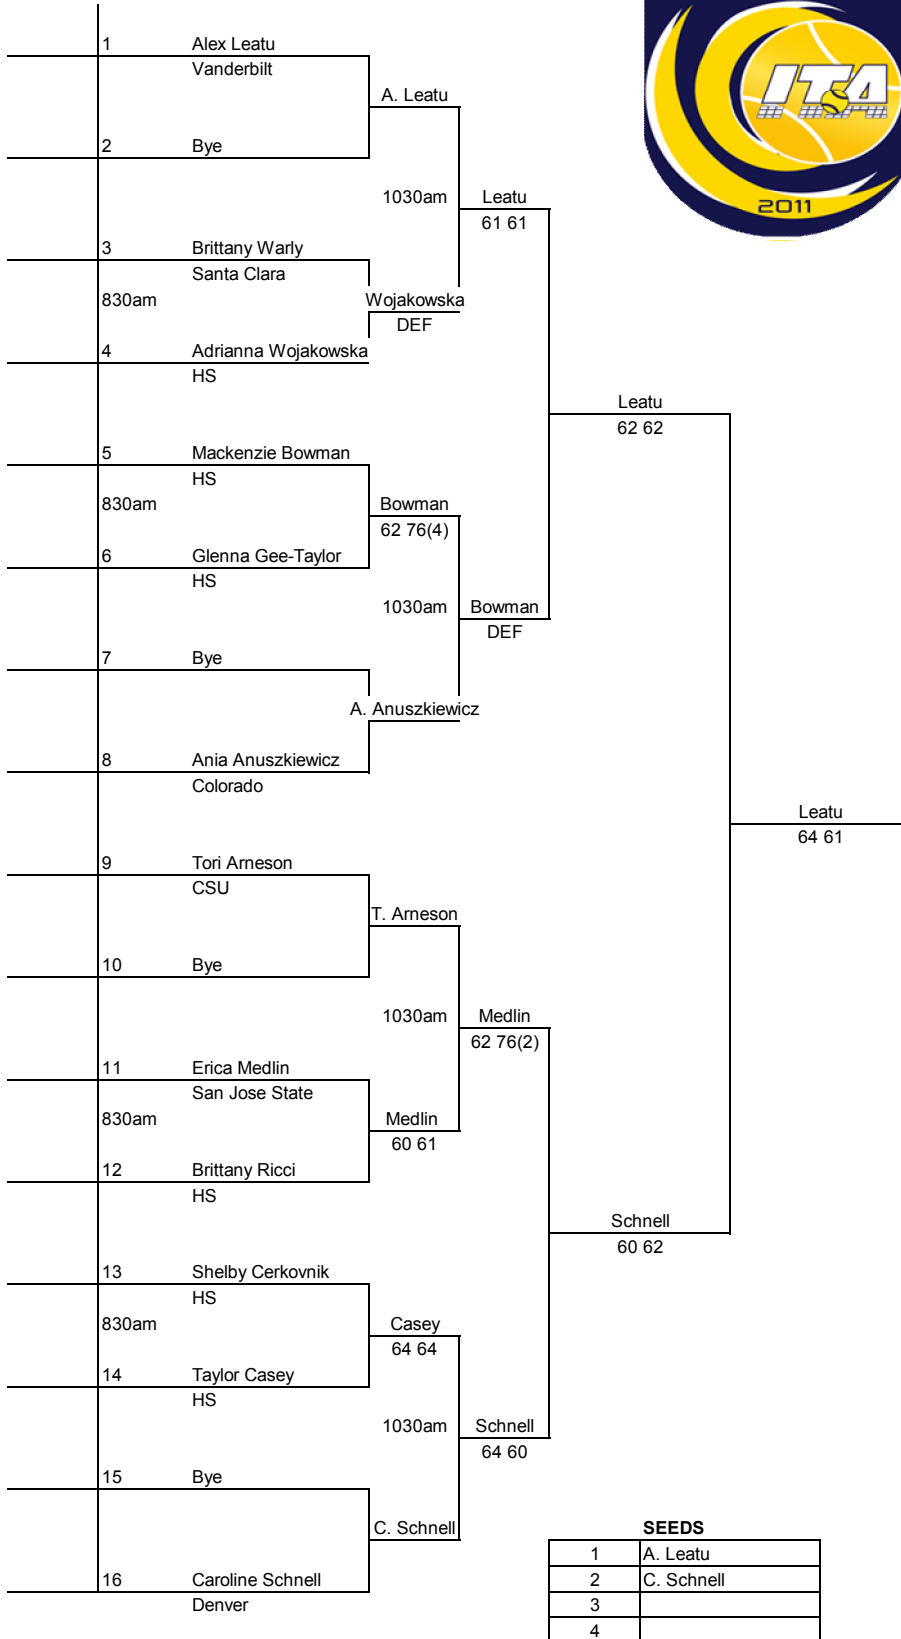 1 Alex Leatu
Vanderbilt
A. Leatu
2 Bye
1030am Leatu
61 61
3 Brittany Warly
Santa Clara
830am Wojakowska
DEF
4 Adrianna Wojakowska
HS
Leatu
62 62
5 Mackenzie Bowman
HS
830am Bowman
62 76(4)
6 Glenna Gee-Taylor
HS
1030am Bowman
DEF
7 Bye
A. Anuszkiewicz
8 Ania Anuszkiewicz
Colorado
Leatu
64 61
9 Tori Arneson
CSU
T. Arneson
10 Bye
1030am Medlin
62 76(2)
11 Erica Medlin
San Jose State
830am Medlin
60 61
12 Brittany Ricci
HS
Schnell
60 62
13 Shelby Cerkovnik
HS
830am Casey
64 64
14 Taylor Casey
HS
1030am Schnell
64 60
15 Bye
C. Schnell
16 Caroline Schnell
Denver
SEEDS
1 A. Leatu
2 C. Schnell
3
4
ITA
2011